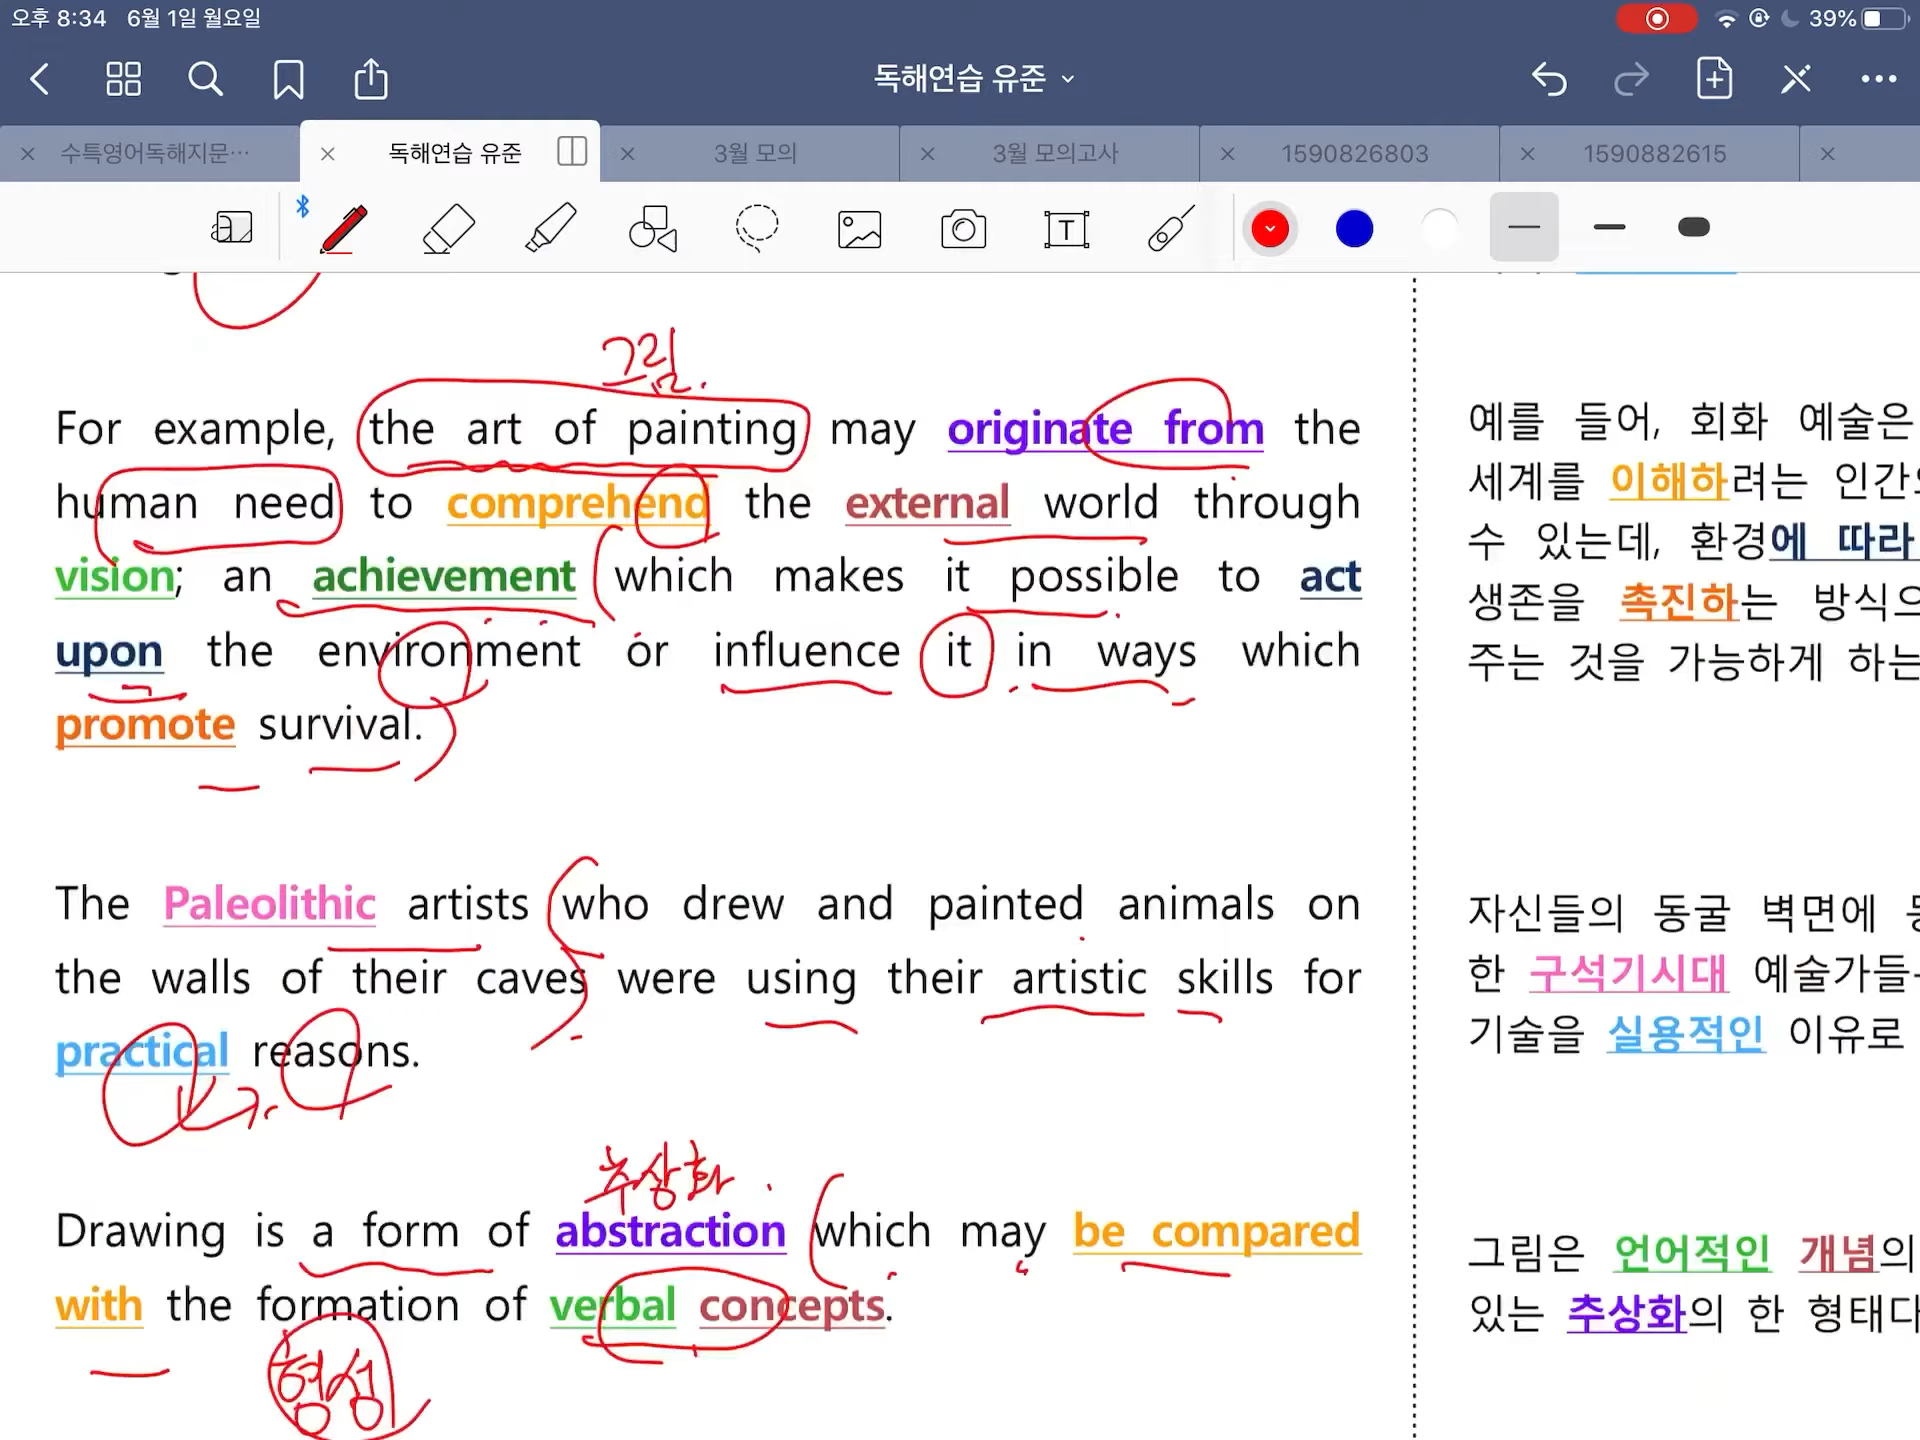 오후 8:34 6월 1일 월요일
39%
독해연습 유준
수특영어독해지문…
독해연습 유준
3월 모의
3월 모의고사
1590826803
1590882615
그림.
For example, the art of painting may originate from the
human need to comprehend the external world through
vision; an achievement which makes it possible to act
upon the environment or influence it in ways which
promote survival.
The Paleolithic artists who drew and painted animals on
the walls of their caves were using their artistic skills for
practical reasons.
추상화
Drawing is a form of abstraction which may be compared
with the formation of verbal concepts.
형성
예를 들어, 회화 예술은
세계를 이해하려는
수 있는데, 환경에 따라
생존을 촉진하는 방식으
주는 것을 가능하게 하는
자신들의 동굴 벽면에
한 구석기시대 예술가들
기술을 실용적인 이유로
그림은 언어적인 개념의
있는 추상화의 한 형태다